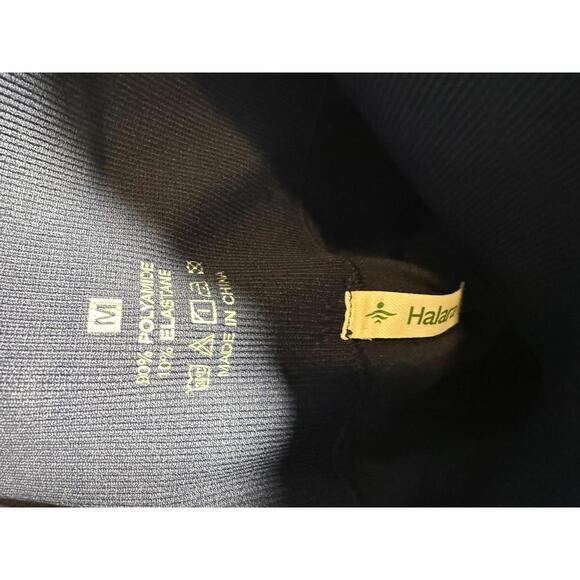 M
90% POLYAMIDE
10% ELASTANE
MADE IN CHINA
Halara